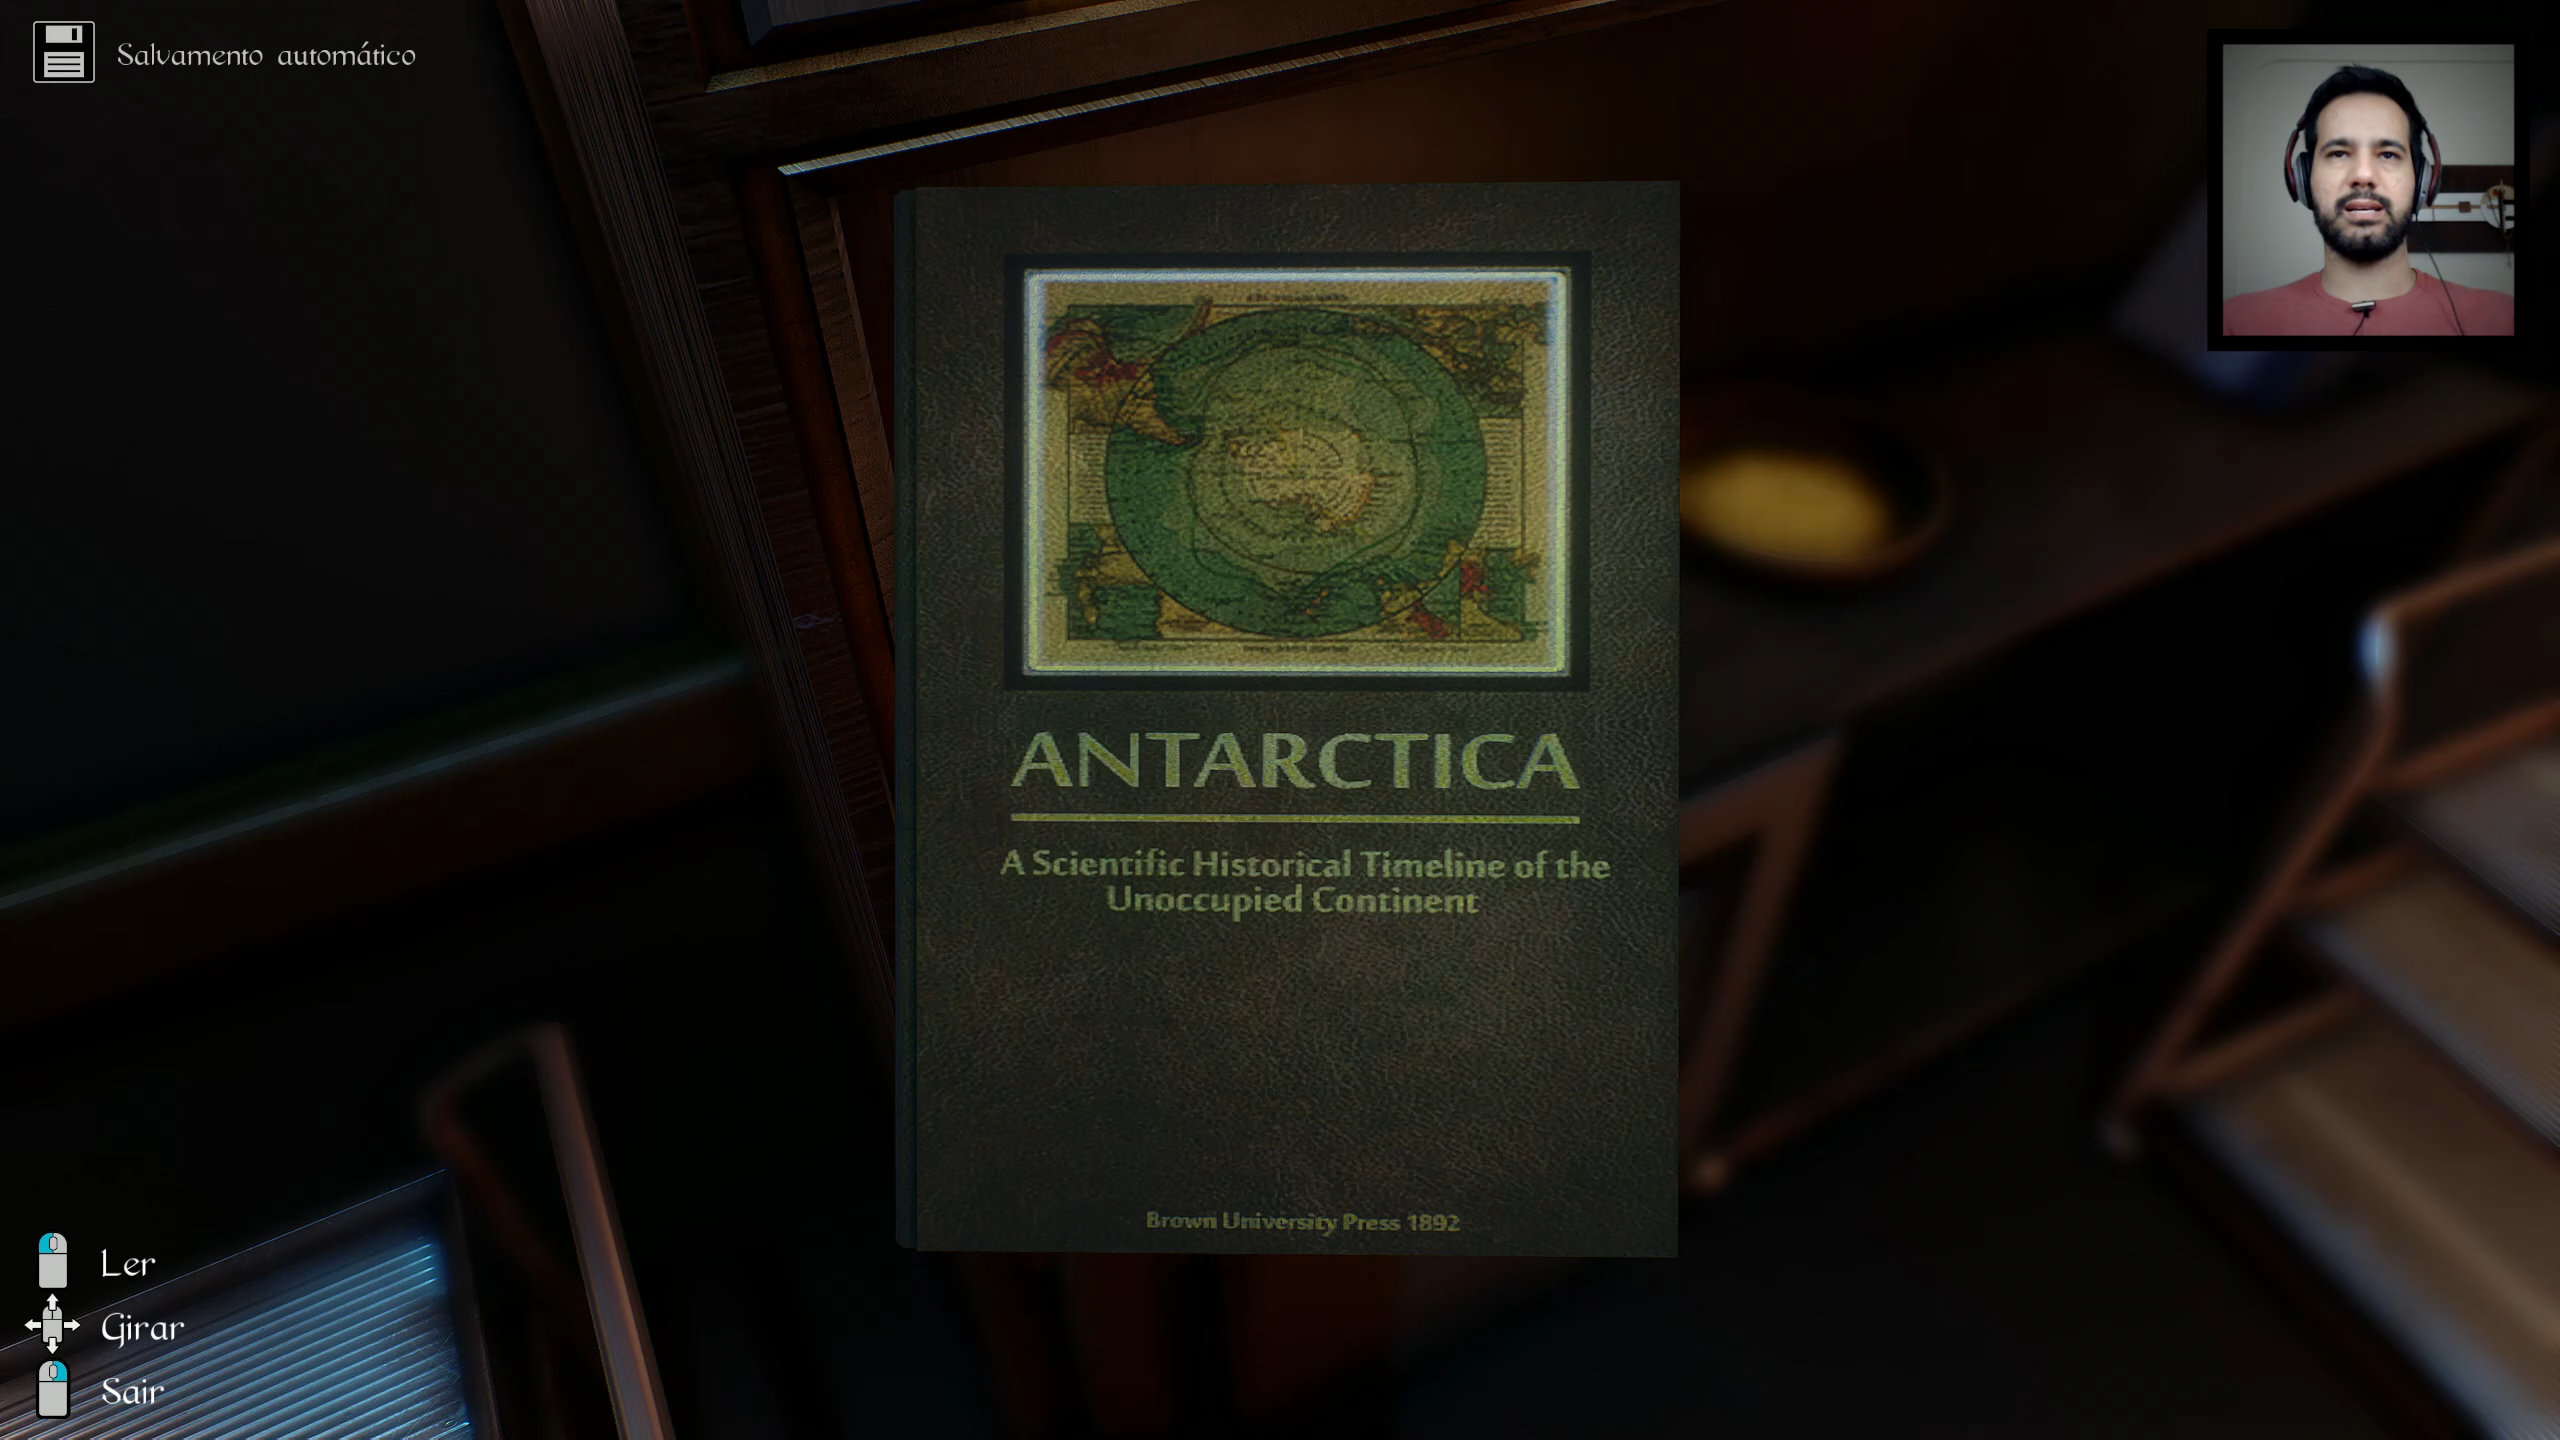 Salvamento automático
ANTARCTICA
A Scientific Historical Timeline of the
Unoccupied Continent
Brown University Press 1892
Ler
Girar
Sair